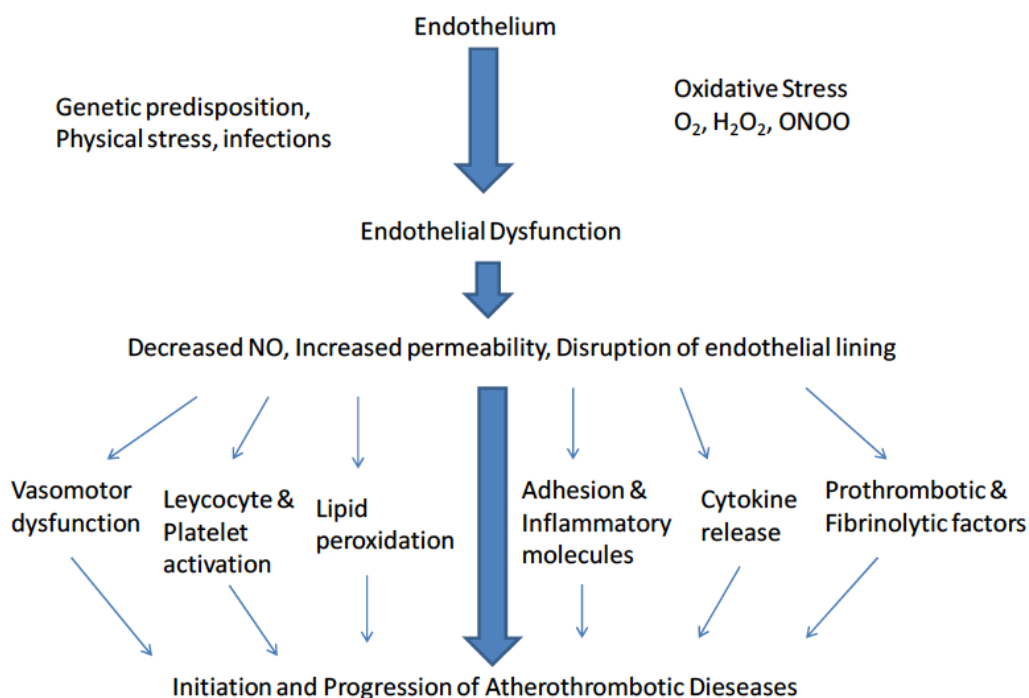 Endothelium
Genetic predisposition,
Physical stress, infections
Oxidative Stress
O₂, H₂O₂, ONOO
Endothelial Dysfunction
Decreased NO, Increased permeability, Disruption of endothelial lining
Vasomotor
dysfunction
Leycocyte &
Platelet
activation
Lipid
peroxidation
Adhesion &
Inflammatory
molecules
Cytokine
release
Prothrombotic &
Fibrinolytic factors
Initiation and Progression of Atherothrombotic Dieseases